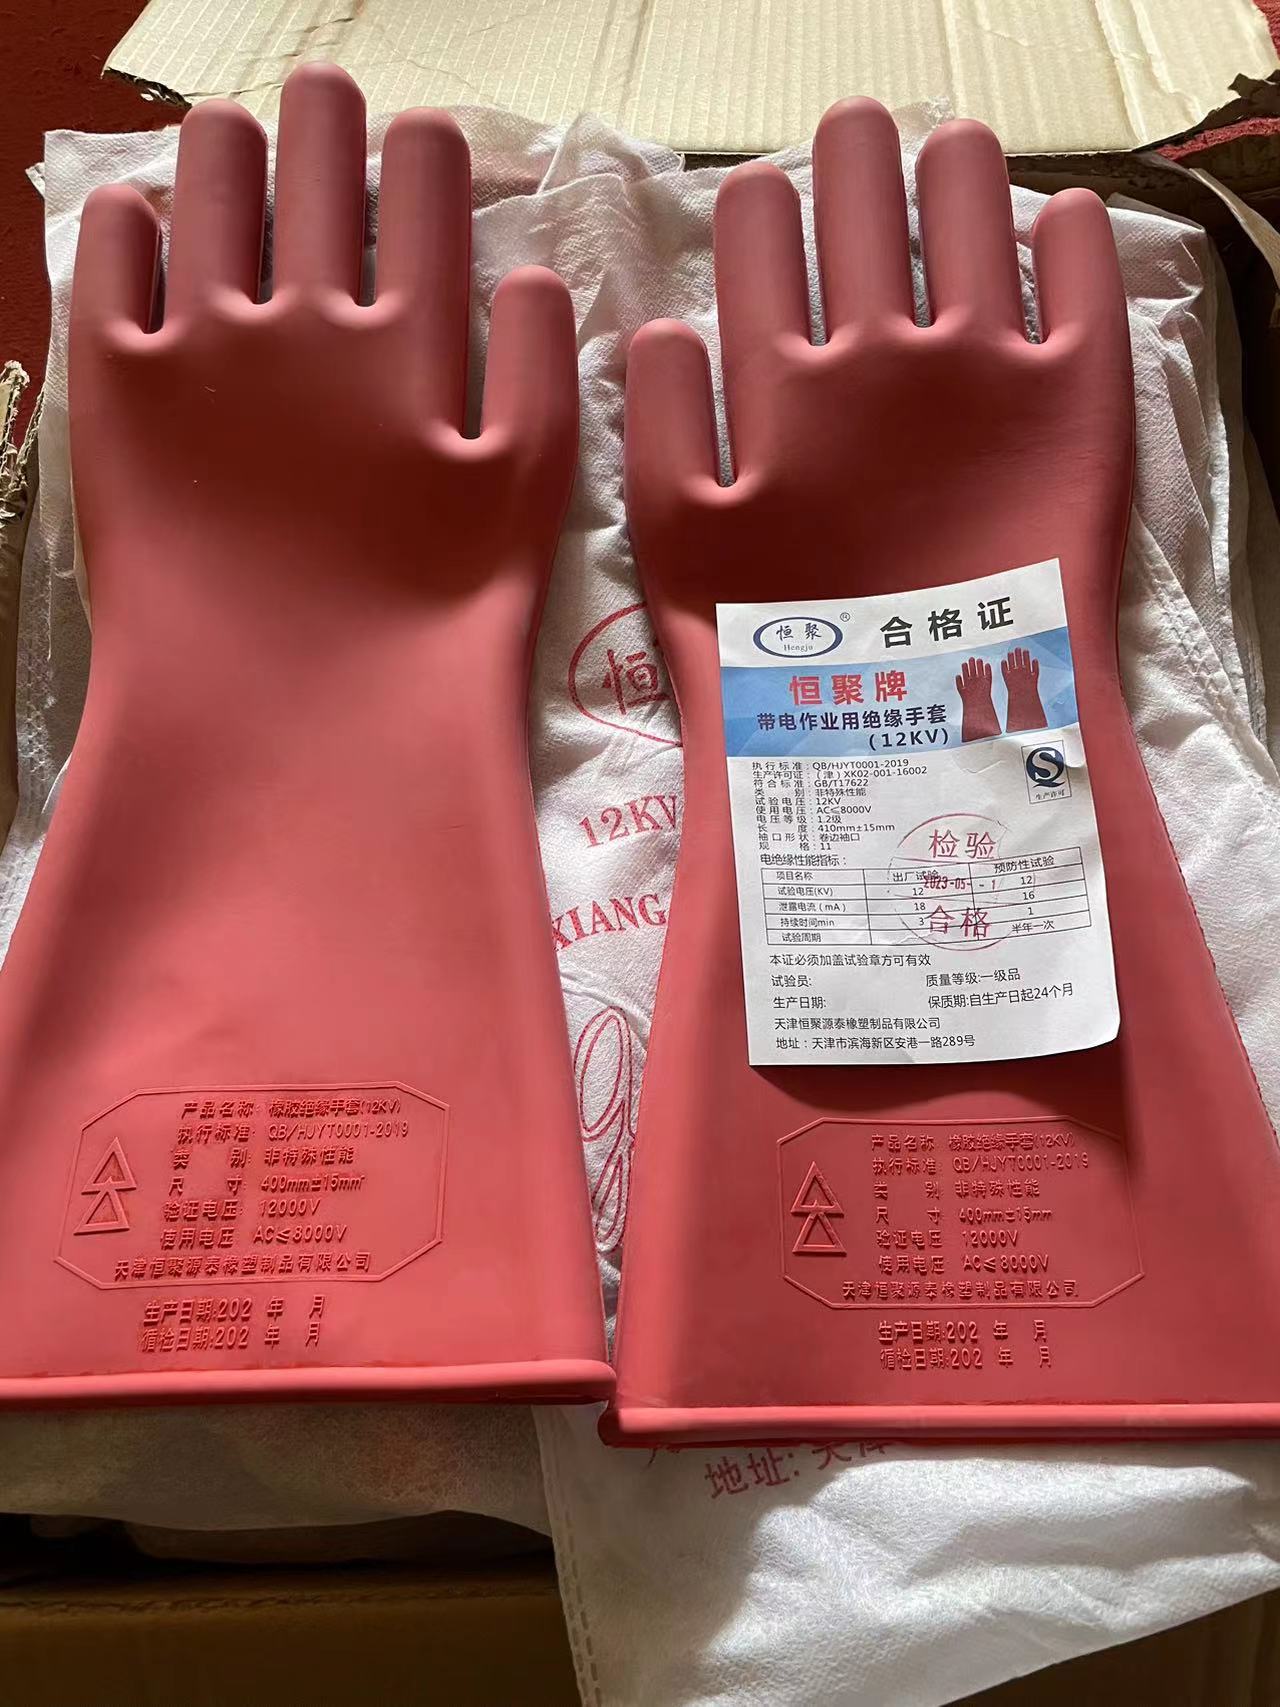 恒聚®
Hengju
合格证
恒聚牌
带电作业用绝缘手套
(12KV)
执行标准:QB/HJYT0001-2019
生产许可证:(津)XK02-001-16002
符合标准:GB/T17622
类 别:非特殊性能
试验电压:12KV
使用电压:AC≤8000V
电压等级:1.2级
长 度:410mm±15mm
袖口形状:卷边袖口
规 格:11
生产许可
电绝缘性能指标:
项目名称 出厂试验 预防性试验
试验电压(KV) 12 12
泄露电流(mA) 18 16
持续时间min 3 1
试验周期 半年一次
检验
2023-05-1
合格
本证必须加盖试验章方可有效
试验员: 质量等级:一级品
生产日期: 保质期:自生产日起24个月
天津恒聚源泰橡塑制品有限公司
地址:天津市滨海新区安港一路289号
恒
12KV
XIANG
产品名称:橡胶绝缘手套(12KV)
执行标准:QB/HJYT0001-2019
类 别:非特殊性能
尺 寸:400mm±15mm
验证电压:12000V
使用电压 AC≤8000V
天津恒聚源泰橡塑制品有限公司
生产日期:202 年 月
循检日期:202 年 月
产品名称 橡胶绝缘手套(12KV)
执行标准 QB/HJYT0001-2019
类 别 非特殊性能
尺 寸 400mm±15mm
验证电压 12000V
使用电压 AC≤8000V
天津恒聚源泰橡塑制品有限公司
生产日期:202 年 月
循检日期:202 年 月
地址:天津